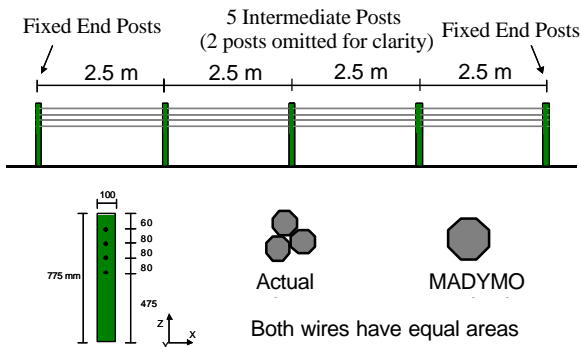 Fixed End Posts
5 Intermediate Posts
(2 posts omitted for clarity)
Fixed End Posts
2.5 m
2.5 m
2.5 m
2.5 m
100
60
80
80
80
775 mm
475
Z
Y
X
Actual
MADYMO
Both wires have equal areas